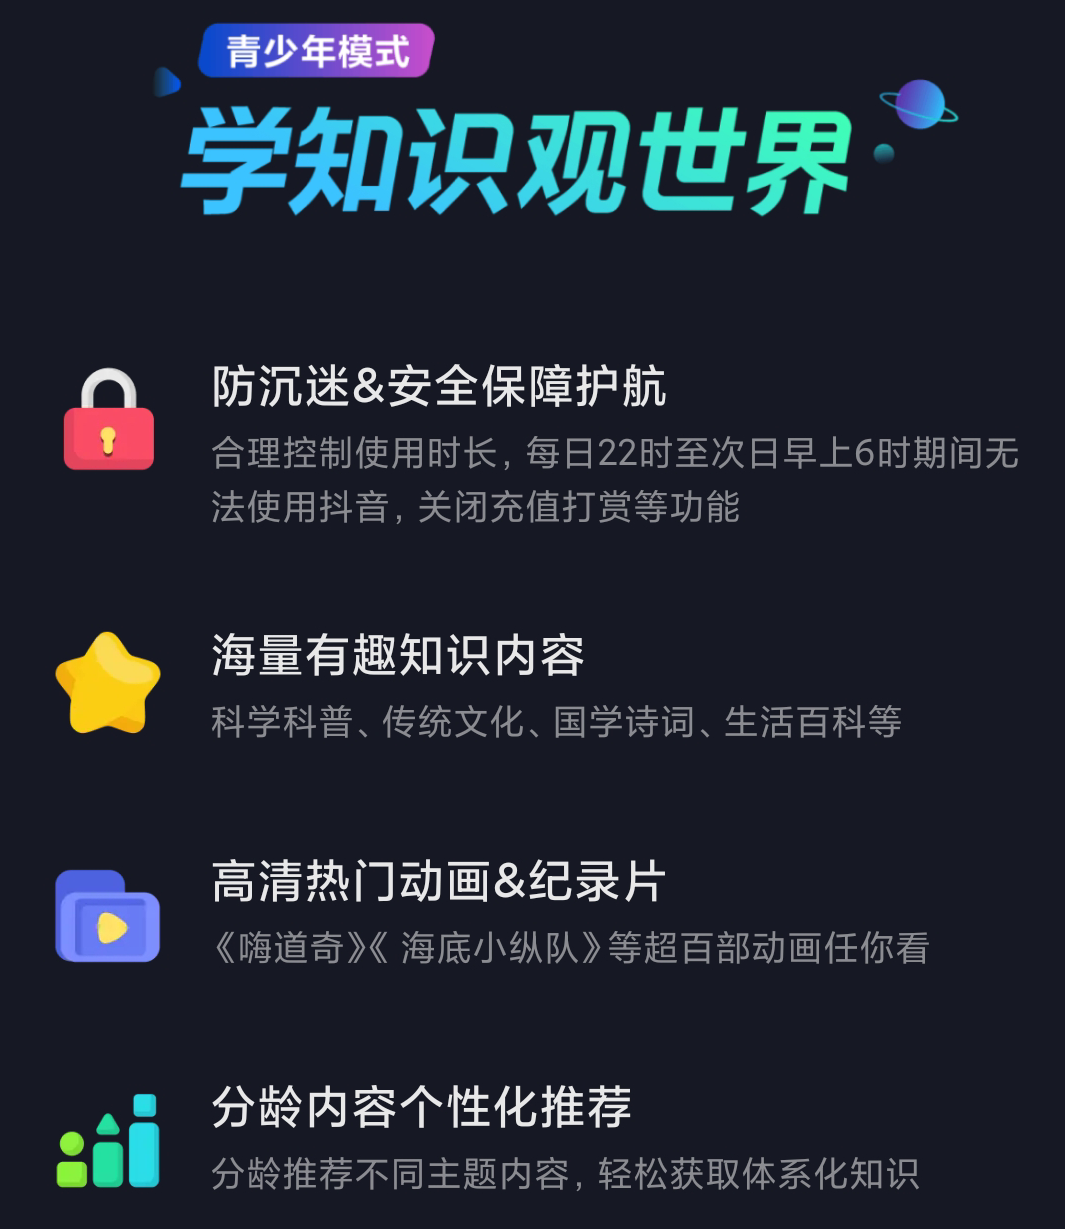 青少年模式
学知识观世界
防沉迷&安全保障护航
合理控制使用时长，每日22时至次日早上6时期间无
法使用抖音，关闭充值打赏等功能
海量有趣知识内容
科学科普、传统文化、国学诗词、生活百科等
高清热门动画&纪录片
《嗨道奇》《海底小纵队》等超百部动画任你看
分龄内容个性化推荐
分龄推荐不同主题内容，轻松获取体系化知识